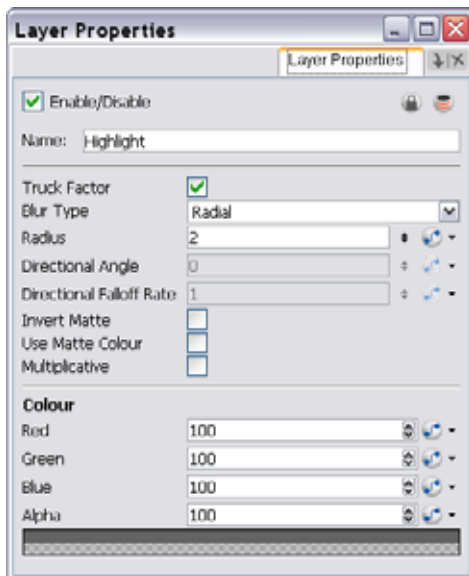 Layer Properties
Layer Properties
Enable/Disable
Name: Highlight
Truck Factor
Blur Type Radial
Radius 2
Directional Angle 0
Directional Falloff Rate 1
Invert Matte
Use Matte Colour
Multiplicative
Colour
Red 100
Green 100
Blue 100
Alpha 100